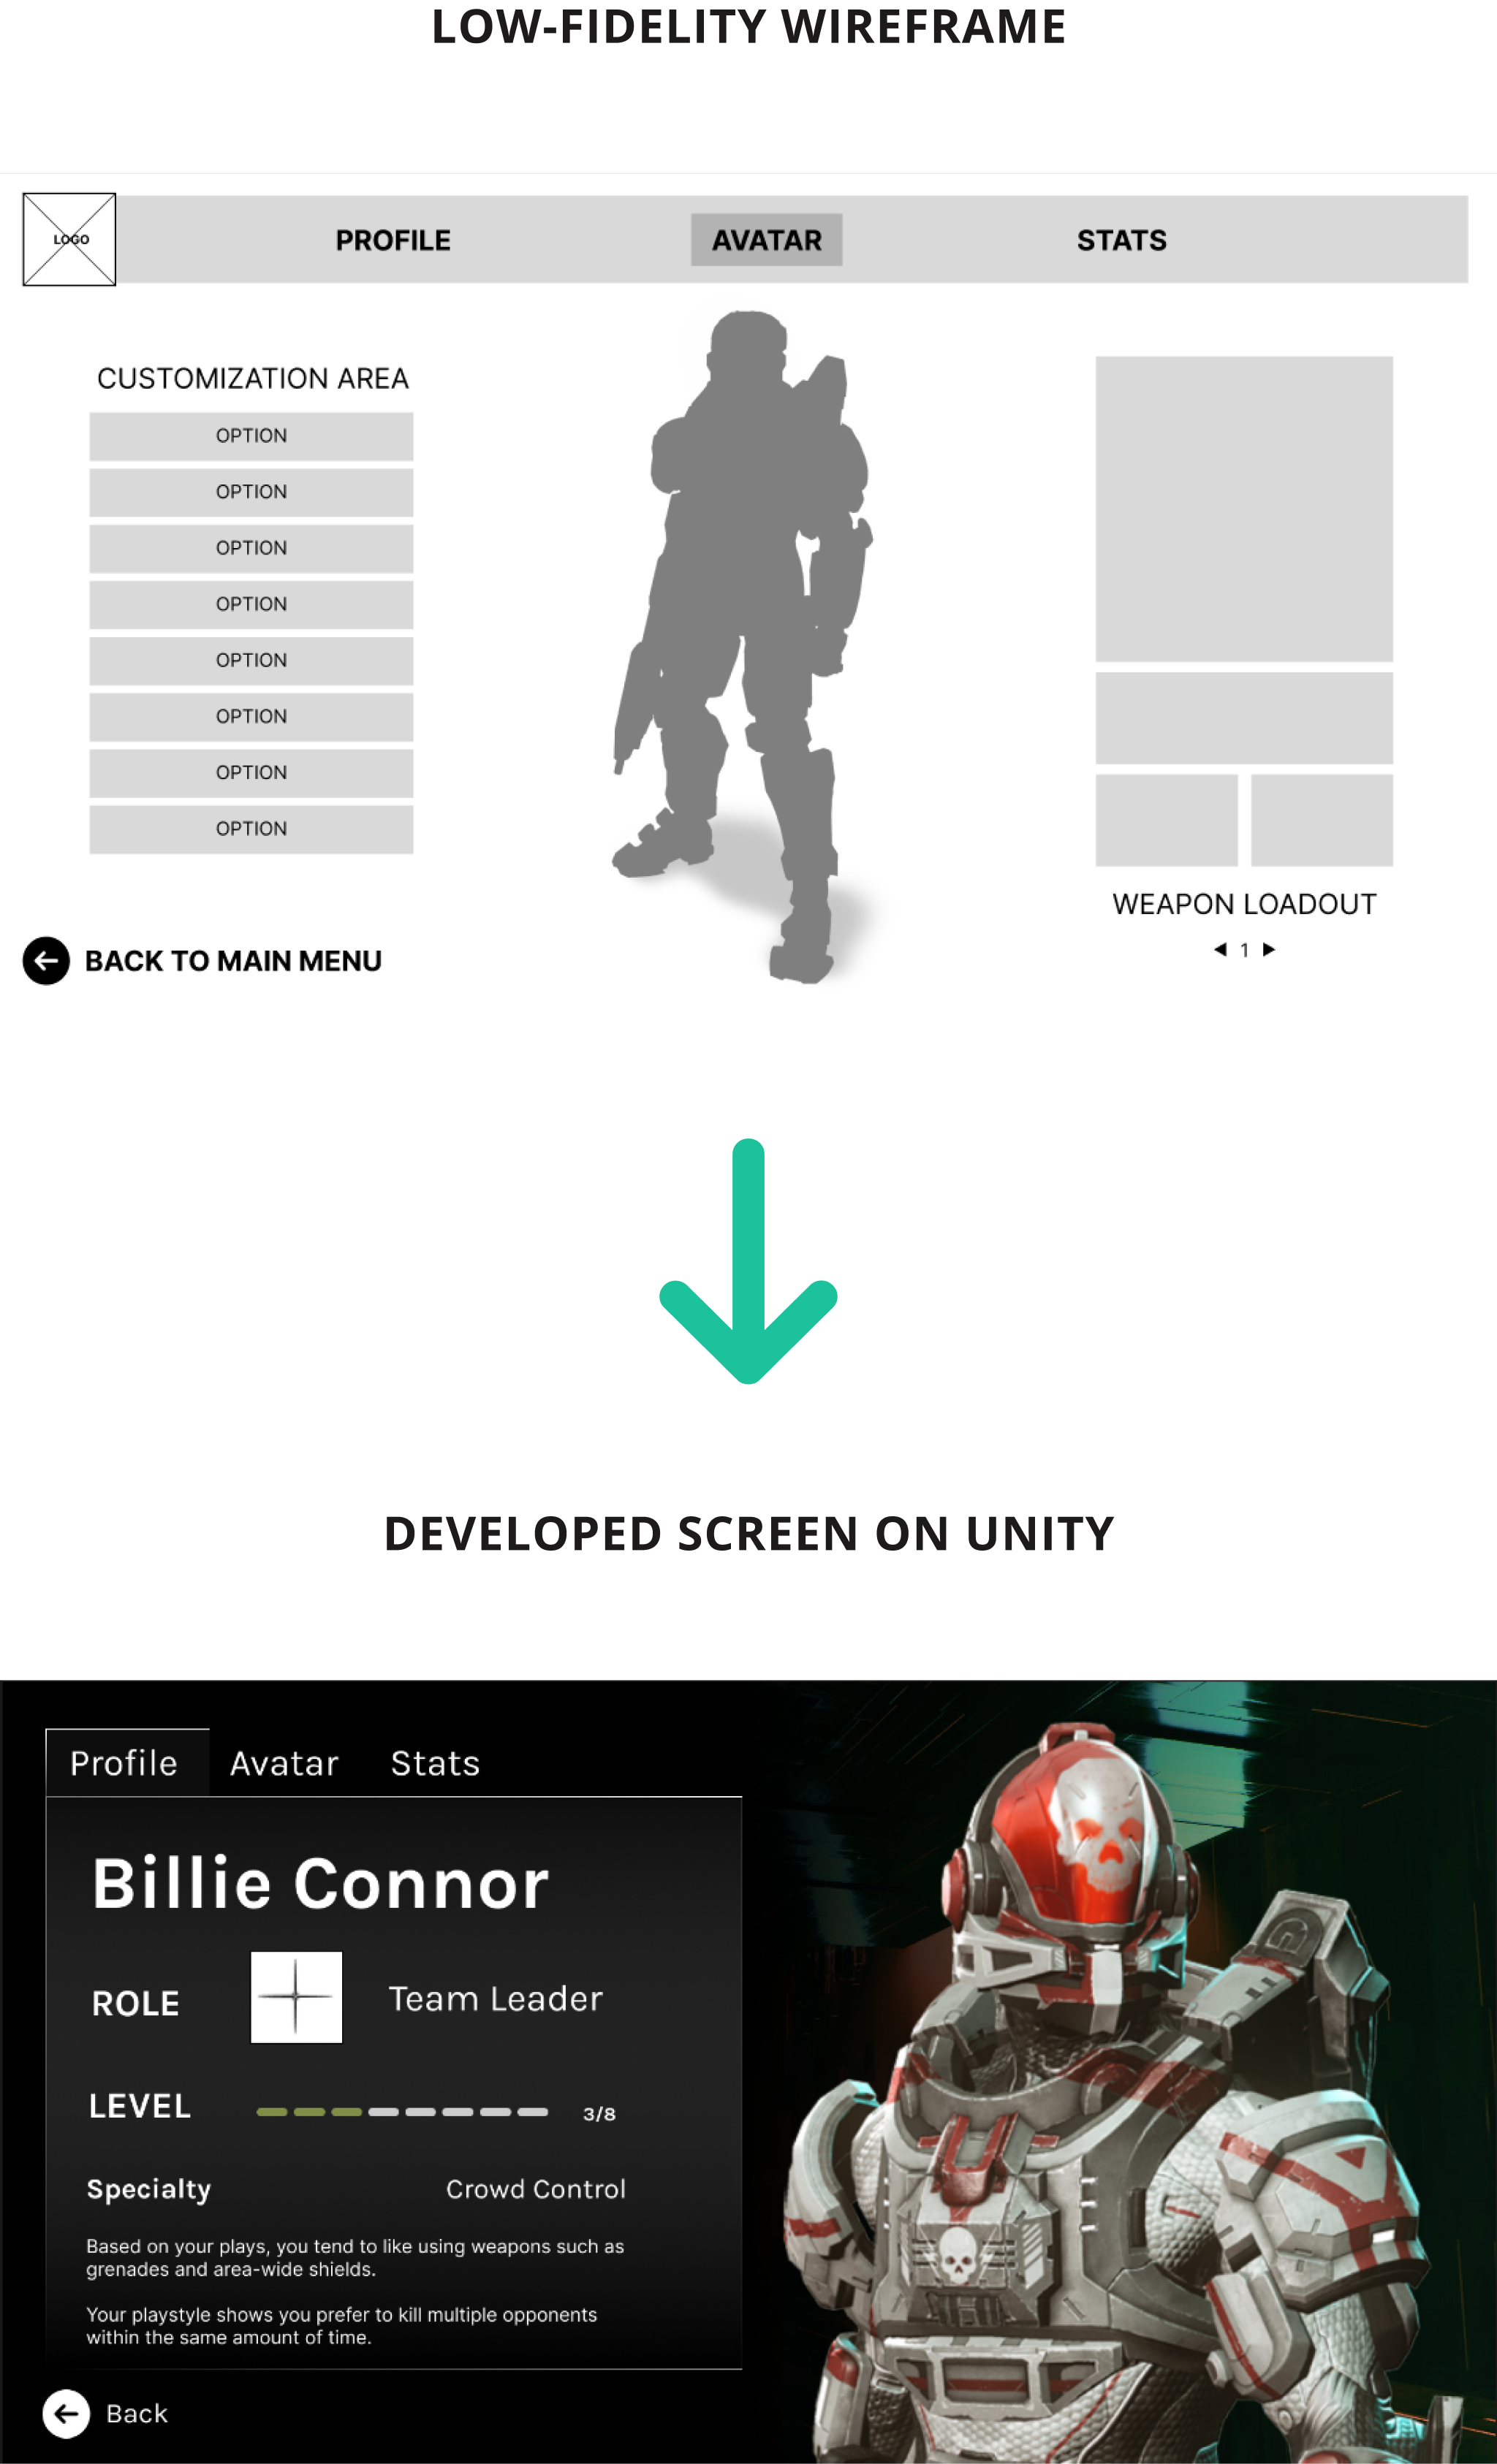 LOW-FIDELITY WIREFRAME
LOGO
PROFILE
AVATAR
STATS
CUSTOMIZATION AREA
OPTION
OPTION
OPTION
OPTION
OPTION
OPTION
OPTION
OPTION
BACK TO MAIN MENU
WEAPON LOADOUT
1
DEVELOPED SCREEN ON UNITY
Profile
Avatar
Stats
Billie Connor
ROLE
Team Leader
LEVEL
3/8
Specialty
Crowd Control
Based on your plays, you tend to like using weapons such as
grenades and area-wide shields.
Your playstyle shows you prefer to kill multiple opponents
within the same amount of time.
Back